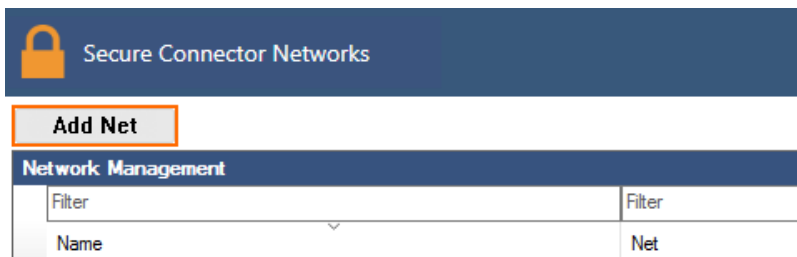 Secure Connector Networks
Add Net
Network Management
Filter Filter
Name Net